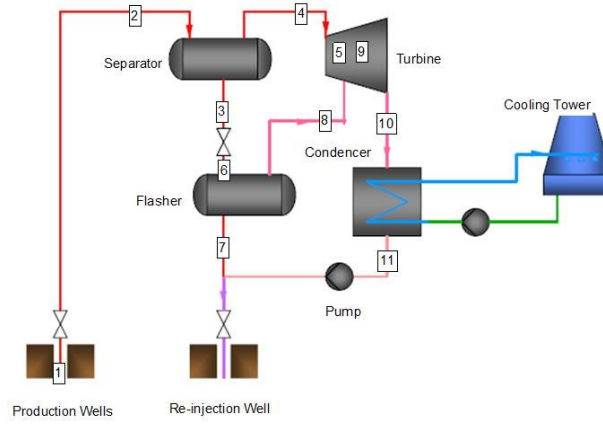 2
4
Separator
5
9
Turbine
3
8
10
Cooling Tower
Condencer
6
Flasher
7
11
Pump
1
Production Wells
Re-injection Well